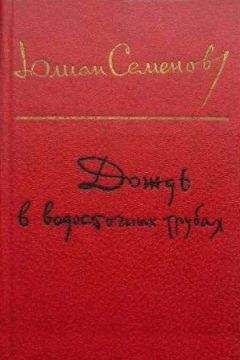 Юлиан Семенов
Дождь
в водосточных трубах